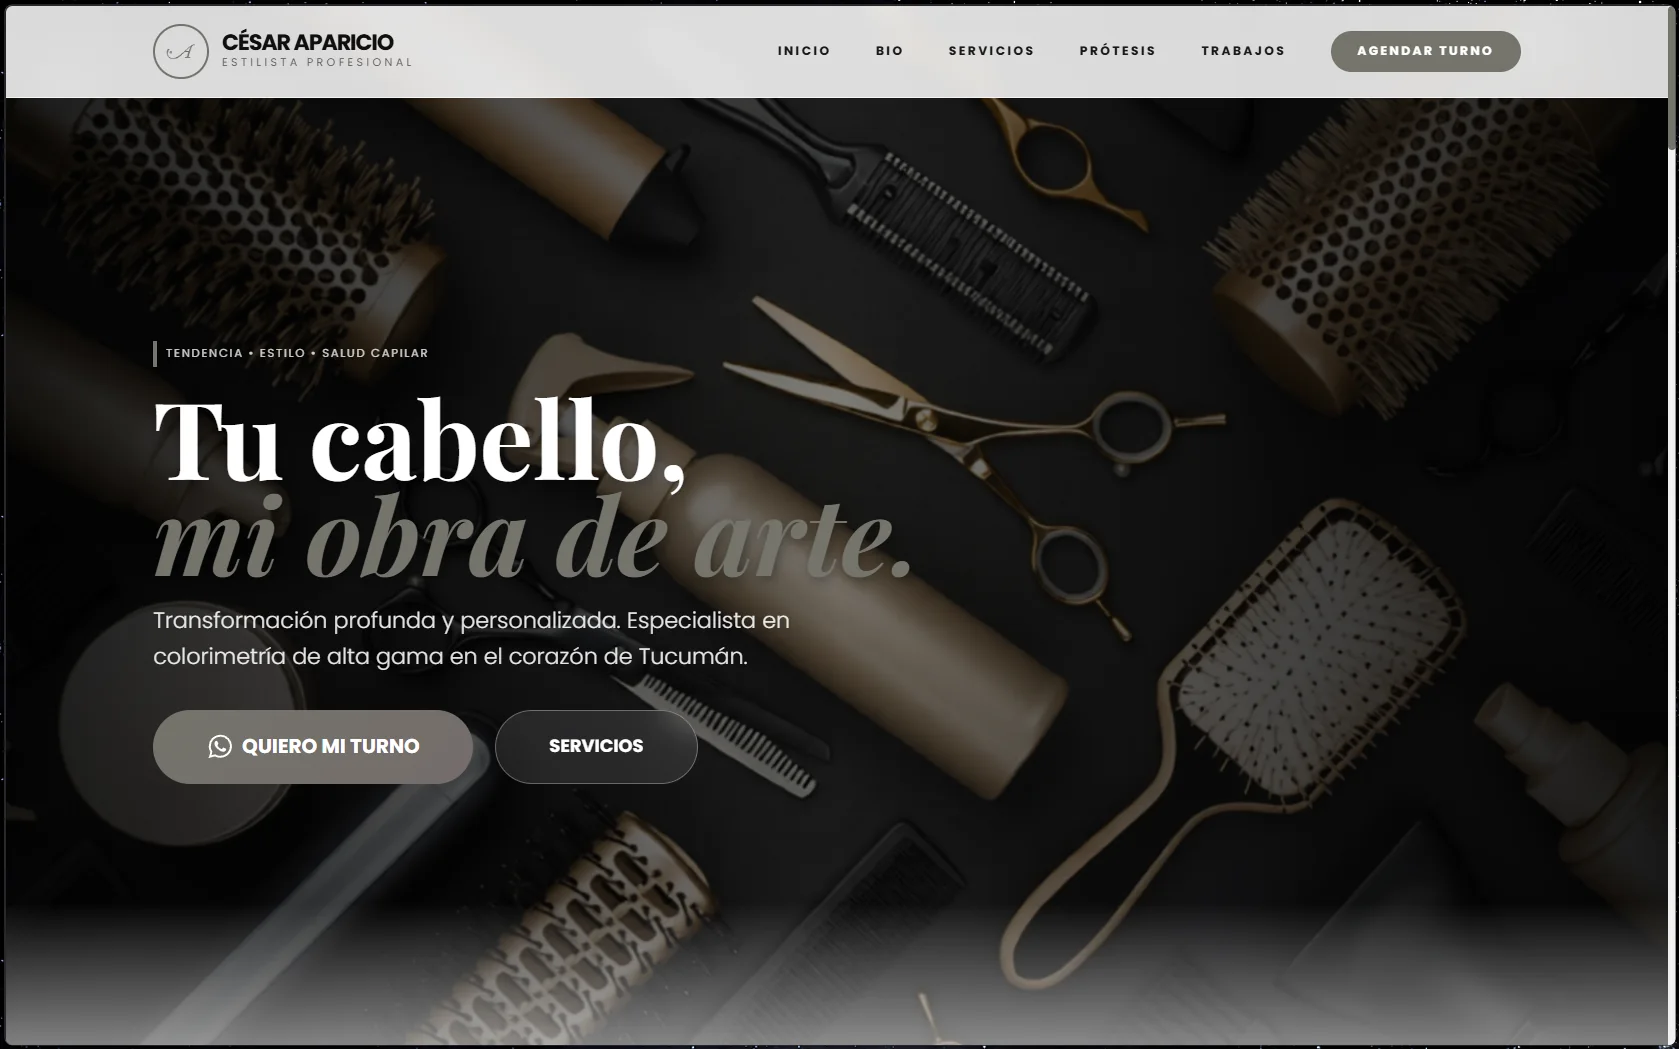 A
CÉSAR APARICIO
ESTILISTA PROFESIONAL
INICIO
BIO
SERVICIOS
PRÓTESIS
TRABAJOS
AGENDAR TURNO
TENDENCIA • ESTILO • SALUD CAPILAR
Tu cabello,
mi obra de arte.
Transformación profunda y personalizada. Especialista en
colorimetría de alta gama en el corazón de Tucumán.
QUIERO MI TURNO
SERVICIOS